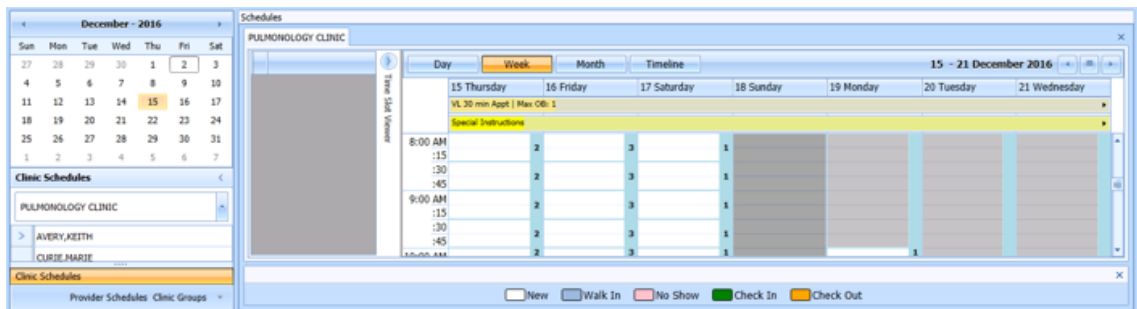 December - 2016
Sun Mon Tue Wed Thu Fri Sat
27 28 29 30 1 2 3
4 5 6 7 8 9 10
11 12 13 14 15 16 17
18 19 20 21 22 23 24
25 26 27 28 29 30 31
1 2 3 4 5 6 7
Clinic Schedules
PULMONOLOGY CLINIC
AVERY,KEITH
CURIE,MARIE
Clinic Schedules
Provider Schedules Clinic Groups
Schedules
PULMONOLOGY CLINIC
Time Slot Viewer
Day Week Month Timeline 15 - 21 December 2016
15 Thursday 16 Friday 17 Saturday 18 Sunday 19 Monday 20 Tuesday 21 Wednesday
VL 30 min Appt | Max OB: 1
Special Instructions
8:00 AM
:15 2 3 1
:30
:45 2 3 1
9:00 AM
:15 2 3 1
:30
:45 2 3 1
10:00 AM 2 3 1 1
New Walk In No Show Check In Check Out